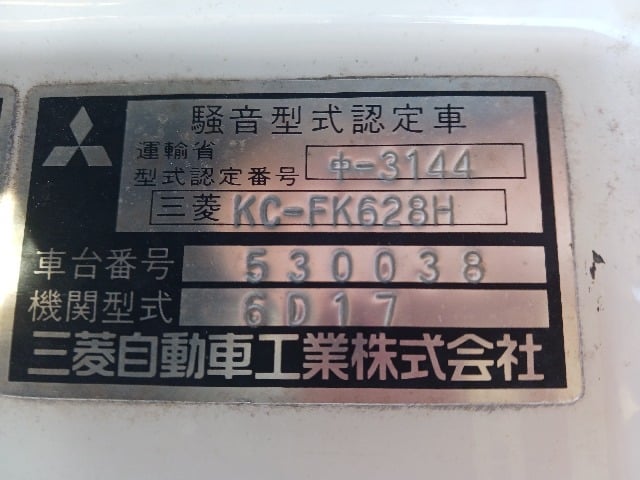 騒音型式認定車
運輸省
型式認定番号 中-3144
三菱 KC-FK628H
車台番号 530038
機関型式 6D17
三菱自動車工業株式会社